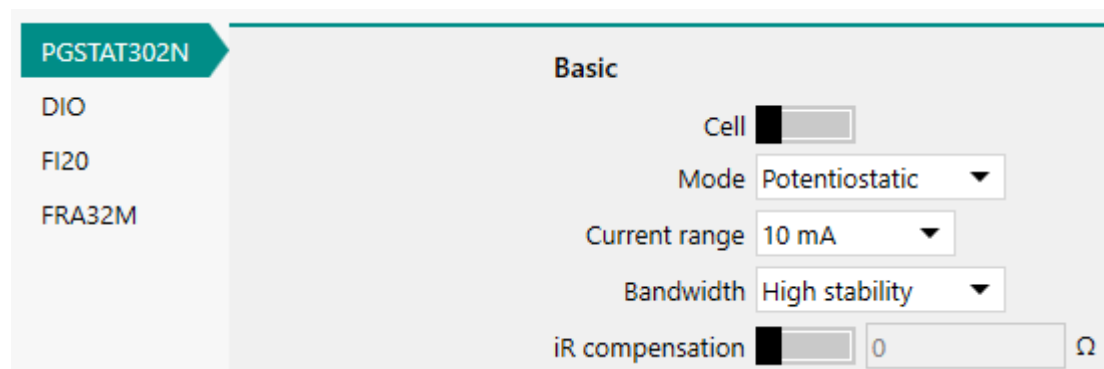 PGSTAT302N
DIO
FI20
FRA32M
Basic
Cell
Mode Potentiostatic
Current range 10 mA
Bandwidth High stability
iR compensation 0 Ω